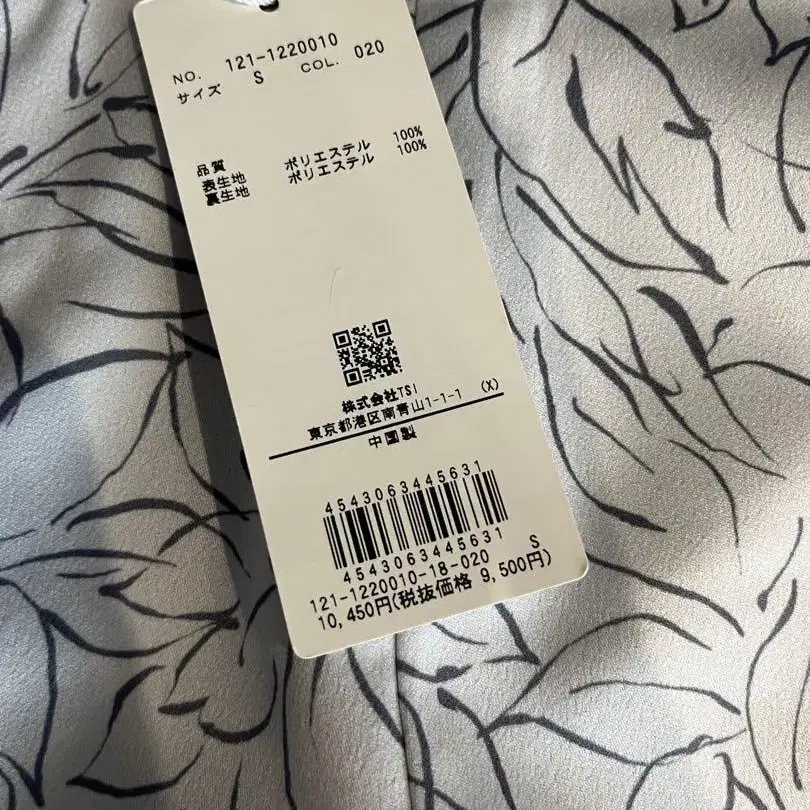 NO. 121-1220010
サイズ S COL. 020
品質
表生地 ポリエステル 100%
裏生地 ポリエステル 100%
株式会社TSI
東京都港区南青山1-1-1 (X)
中国製
4543063445631
4543063445631
121-1220010-18-020 S
10,450円(税抜価格 9,500円)